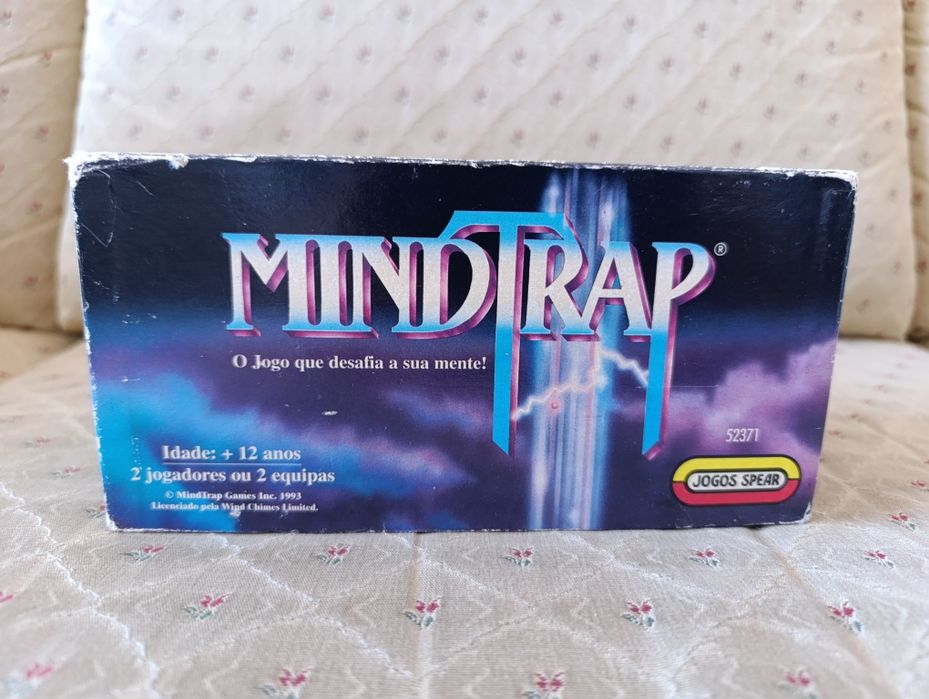 MINDTRAP®
O Jogo que desafia a sua mente!
52371
Idade: + 12 anos
2 jogadores ou 2 equipas
© MindTrap Games Inc. 1993
Licenciado pela Wind Chimes Limited.
JOGOS SPEAR